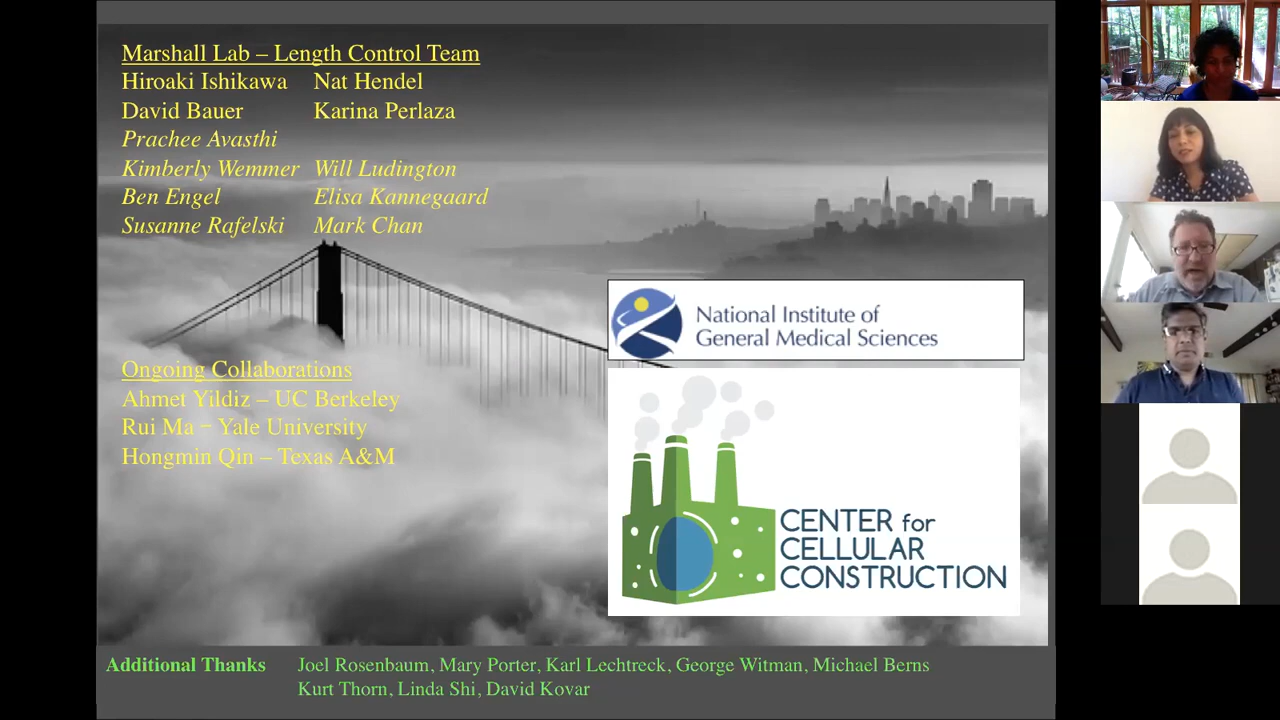 Marshall Lab – Length Control Team
Hiroaki Ishikawa Nat Hendel
David Bauer Karina Perlaza
Prachee Avasthi
Kimberly Wemmer Will Ludington
Ben Engel Elisa Kannegaard
Susanne Rafelski Mark Chan
National Institute of
General Medical Sciences
Ongoing Collaborations
Ahmet Yildiz – UC Berkeley
Rui Ma – Yale University
Hongmin Qin – Texas A&M
CENTER for
CELLULAR
CONSTRUCTION
Additional Thanks Joel Rosenbaum, Mary Porter, Karl Lechtreck, George Witman, Michael Berns
Kurt Thorn, Linda Shi, David Kovar